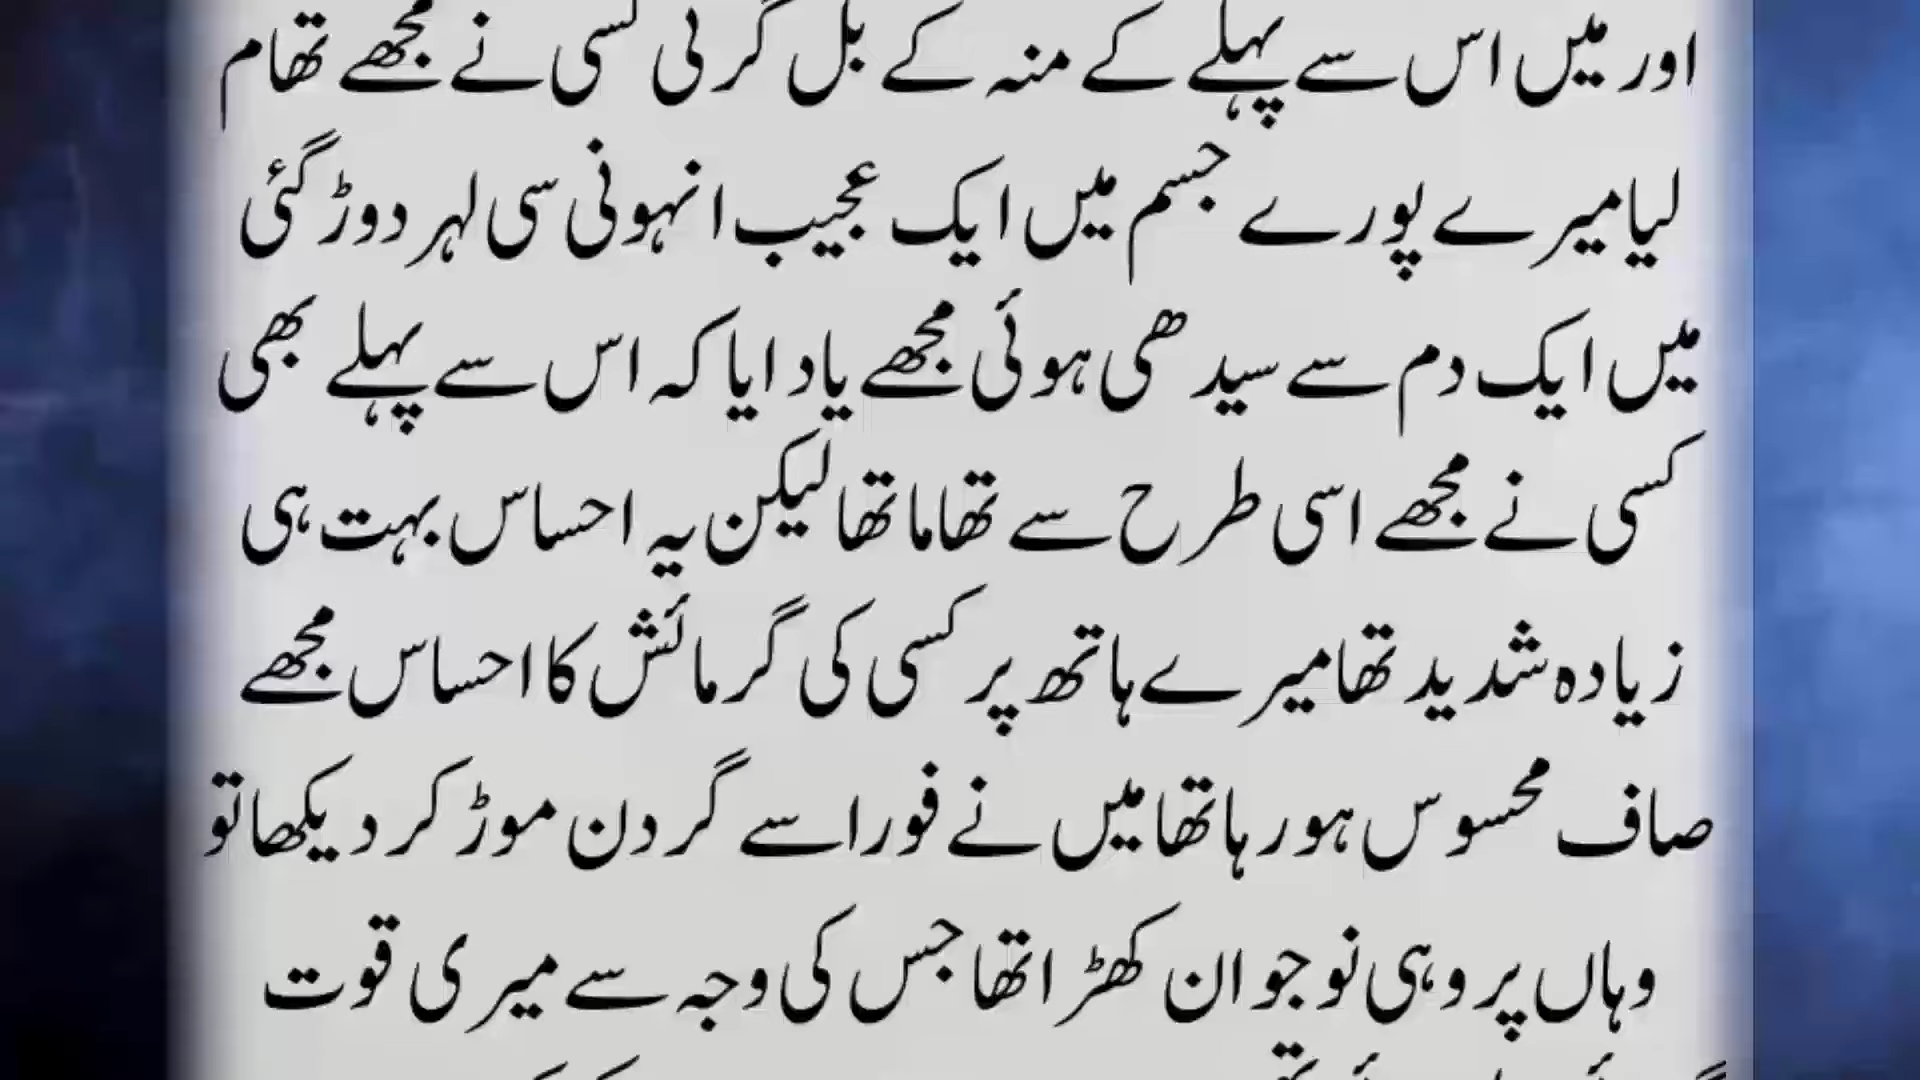 اور میں اس سے پہلے کے منہ کے بل گرتی کسی نے مجھے تھام
لیا میرے پورے جسم میں ایک عجیب انہونی سی لہر دوڑ گئی
میں ایک دم سے سیدھی ہوئی مجھے یاد ایا کہ اس سے پہلے بھی
کسی نے مجھے اسی طرح سے تھاما تھا لیکن یہ احساس بہت ہی
زیادہ شدید تھا میرے ہاتھ پر کسی کی گرمائش کا احساس مجھے
صاف محسوس ہو رہا تھا میں نے فورا سے گردن موڑ کر دیکھا تو
وہاں پر وہی نوجوان کھڑا تھا جس کی وجہ سے میری قوت